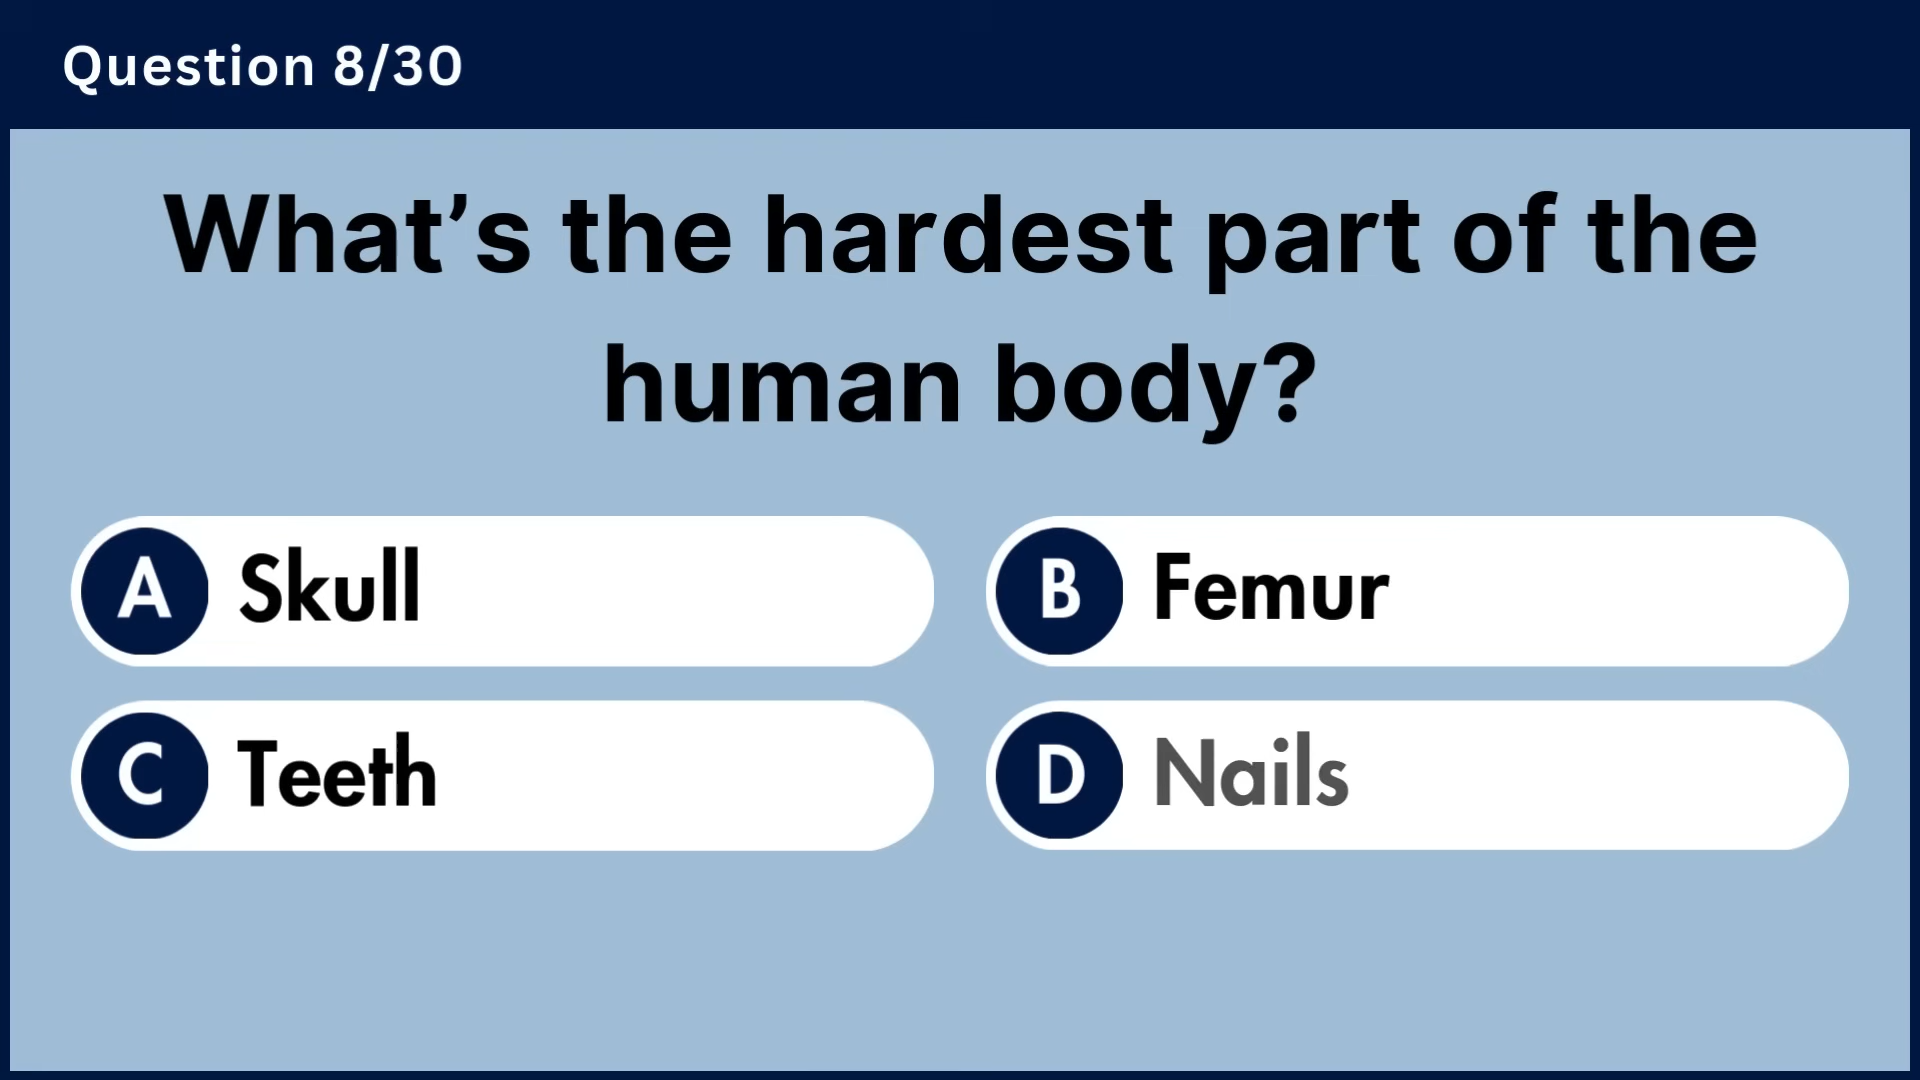 Question 8/30
What’s the hardest part of the
human body?
A Skull
B Femur
C Teeth
D Nails